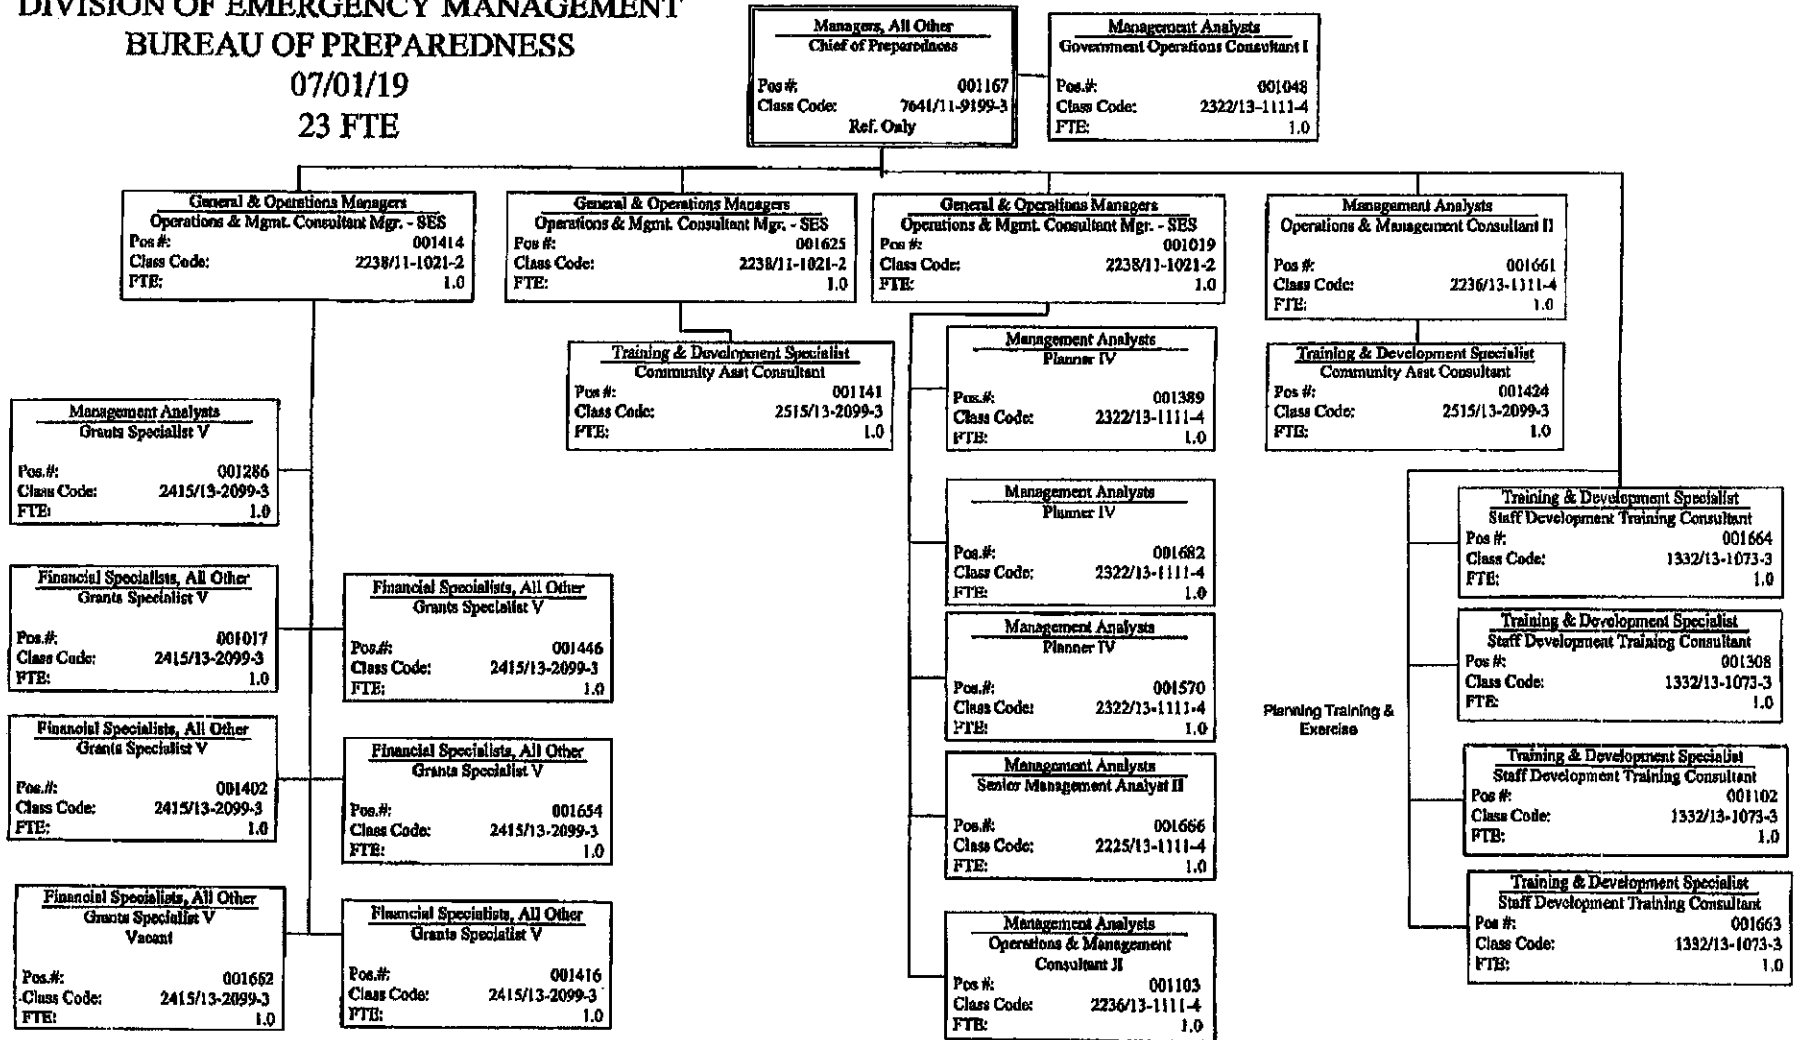 DIVISION OF EMERGENCY MANAGEMENT
BUREAU OF PREPAREDNESS
07/01/19
23 FTE
Managers, All Other
Chief of Preparedness
Pos #: 001167
Class Code: 7641/11-9199-3
Ref. Only
Management Analysts
Government Operations Consultant I
Pos.#: 001048
Class Code: 2322/13-1111-4
FTE: 1.0
General & Operations Managers
Operations & Mgmt. Consultant Mgr. - SES
Pos #: 001414
Class Code: 2238/11-1021-2
FTE: 1.0
General & Operations Managers
Operations & Mgmt. Consultant Mgr. - SES
Pos #: 001625
Class Code: 2238/11-1021-2
FTE: 1.0
General & Operations Managers
Operations & Mgmt. Consultant Mgr. - SES
Pos #: 001019
Class Code: 2238/11-1021-2
FTE: 1.0
Management Analysts
Operations & Management Consultant II
Pos #: 001661
Class Code: 2236/13-1111-4
FTE: 1.0
Training & Development Specialist
Community Asst Consultant
Pos #: 001141
Class Code: 2515/13-2099-3
FTE: 1.0
Management Analysts
Planner IV
Pos.#: 001389
Class Code: 2322/13-1111-4
FTE: 1.0
Training & Development Specialist
Community Asst Consultant
Pos #: 001424
Class Code: 2515/13-2099-3
FTE: 1.0
Management Analysts
Grants Specialist V
Pos.#: 001286
Class Code: 2415/13-2099-3
FTE: 1.0
Management Analysts
Planner IV
Pos.#: 001682
Class Code: 2322/13-1111-4
FTE: 1.0
Training & Development Specialist
Staff Development Training Consultant
Pos #: 001664
Class Code: 1332/13-1073-3
FTE: 1.0
Financial Specialists, All Other
Grants Specialist V
Pos.#: 001017
Class Code: 2415/13-2099-3
FTE: 1.0
Financial Specialists, All Other
Grants Specialist V
Pos.#: 001446
Class Code: 2415/13-2099-3
FTE: 1.0
Management Analysts
Planner IV
Pos.#: 001570
Class Code: 2322/13-1111-4
FTE: 1.0
Training & Development Specialist
Staff Development Training Consultant
Pos #: 001308
Class Code: 1332/13-1073-3
FTE: 1.0
Planning Training &
Exercise
Financial Specialists, All Other
Grants Specialist V
Pos.#: 001402
Class Code: 2415/13-2099-3
FTE: 1.0
Financial Specialists, All Other
Grants Specialist V
Pos.#: 001654
Class Code: 2415/13-2099-3
FTE: 1.0
Management Analysts
Senior Management Analyst II
Pos.#: 001666
Class Code: 2225/13-1111-4
FTE: 1.0
Training & Development Specialist
Staff Development Training Consultant
Pos #: 001102
Class Code: 1332/13-1073-3
FTE: 1.0
Financial Specialists, All Other
Grants Specialist V
Vacant
Pos.#: 001662
Class Code: 2415/13-2099-3
FTE: 1.0
Financial Specialists, All Other
Grants Specialist V
Pos.#: 001416
Class Code: 2415/13-2099-3
FTE: 1.0
Management Analysts
Operations & Management
Consultant II
Pos #: 001103
Class Code: 2236/13-1111-4
FTE: 1.0
Training & Development Specialist
Staff Development Training Consultant
Pos #: 001663
Class Code: 1332/13-1073-3
FTE: 1.0